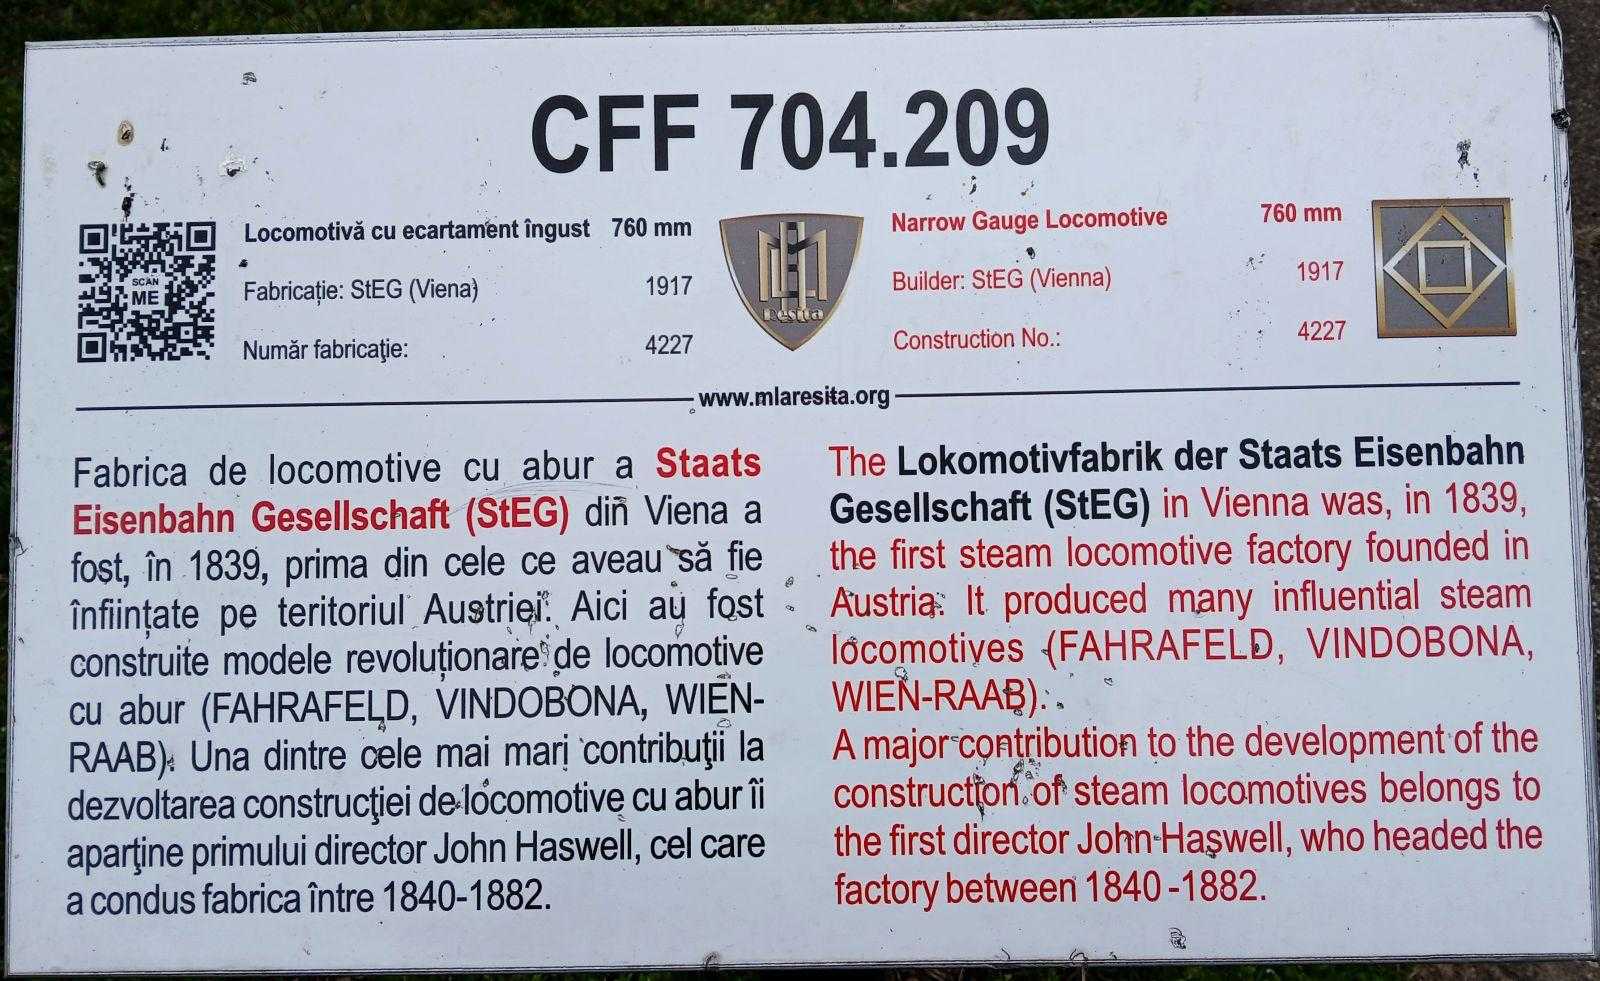 CFF 704.209
SCAN
ME
Locomotivă cu ecartament îngust 760 mm
Fabricație: StEG (Viena) 1917
Număr fabricaţie: 4227
Reșița
Narrow Gauge Locomotive 760 mm
Builder: StEG (Vienna) 1917
Construction No.: 4227
www.mlaresita.org
Fabrica de locomotive cu abur a Staats
Eisenbahn Gesellschaft (StEG) din Viena a
fost, în 1839, prima din cele ce aveau să fie
înființate pe teritoriul Austriei. Aici au fost
construite modele revoluționare de locomotive
cu abur (FAHRAFELD, VINDOBONA, WIEN-
RAAB). Una dintre cele mai mari contribuţii la
dezvoltarea construcţiei de locomotive cu abur îi
aparţine primului director John Haswell, cel care
a condus fabrica între 1840-1882.
The Lokomotivfabrik der Staats Eisenbahn
Gesellschaft (StEG) in Vienna was, in 1839,
the first steam locomotive factory founded in
Austria. It produced many influential steam
locomotives (FAHRAFELD, VINDOBONA,
WIEN-RAAB).
A major contribution to the development of the
construction of steam locomotives belongs to
the first director John Haswell, who headed the
factory between 1840 -1882.